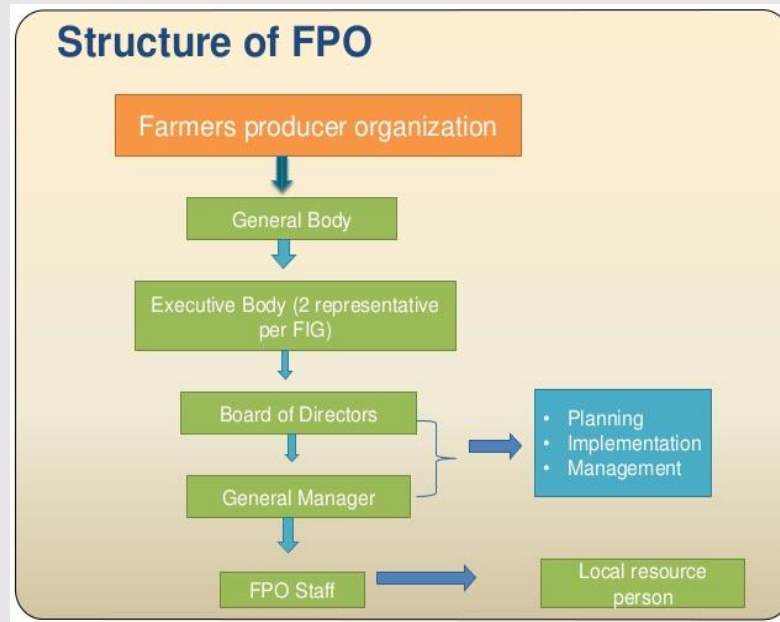 Structure of FPO
Farmers producer organization
General Body
Executive Body (2 representative
per FIG)
Board of Directors
General Manager
• Planning
• Implementation
• Management
FPO Staff
Local resource
person